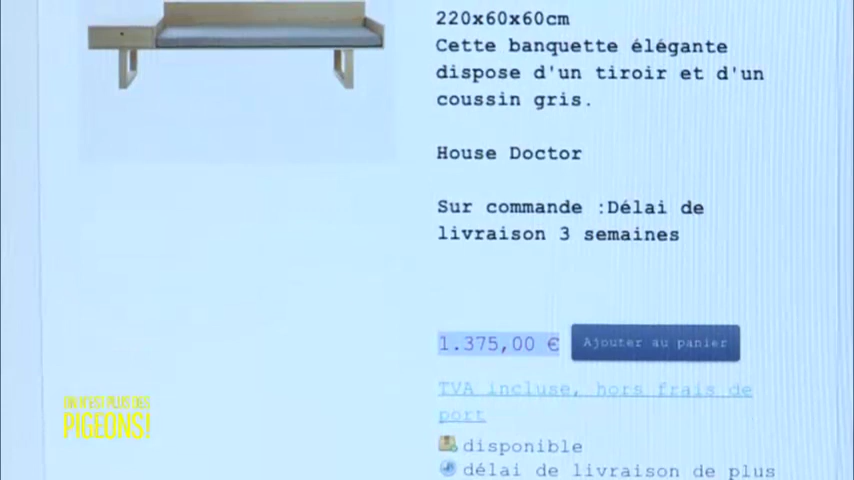 220x60x60cm
Cette banquette élégante
dispose d'un tiroir et d'un
coussin gris.
House Doctor
Sur commande :Délai de
livraison 3 semaines
1.375,00 €
Ajouter au panier
TVA incluse, hors frais de
port
disponible
délai de livraison de plus
ON N'EST PLUS DES
PIGEONS!